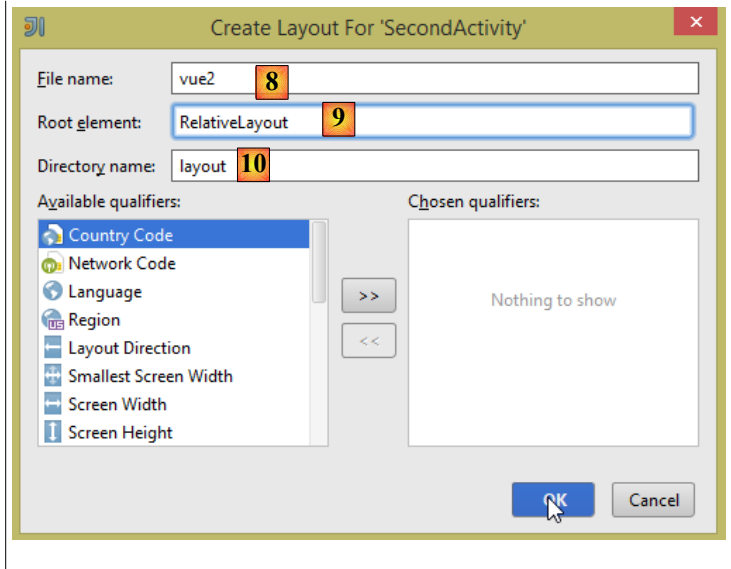 Create Layout For 'SecondActivity'
File name: vue2 8
Root element: RelativeLayout 9
Directory name: layout 10
Available qualifiers: Chosen qualifiers:
Country Code
Network Code
Language
US Region
Layout Direction
Smallest Screen Width
Screen Width
Screen Height
>>
<<
Nothing to show
OK Cancel